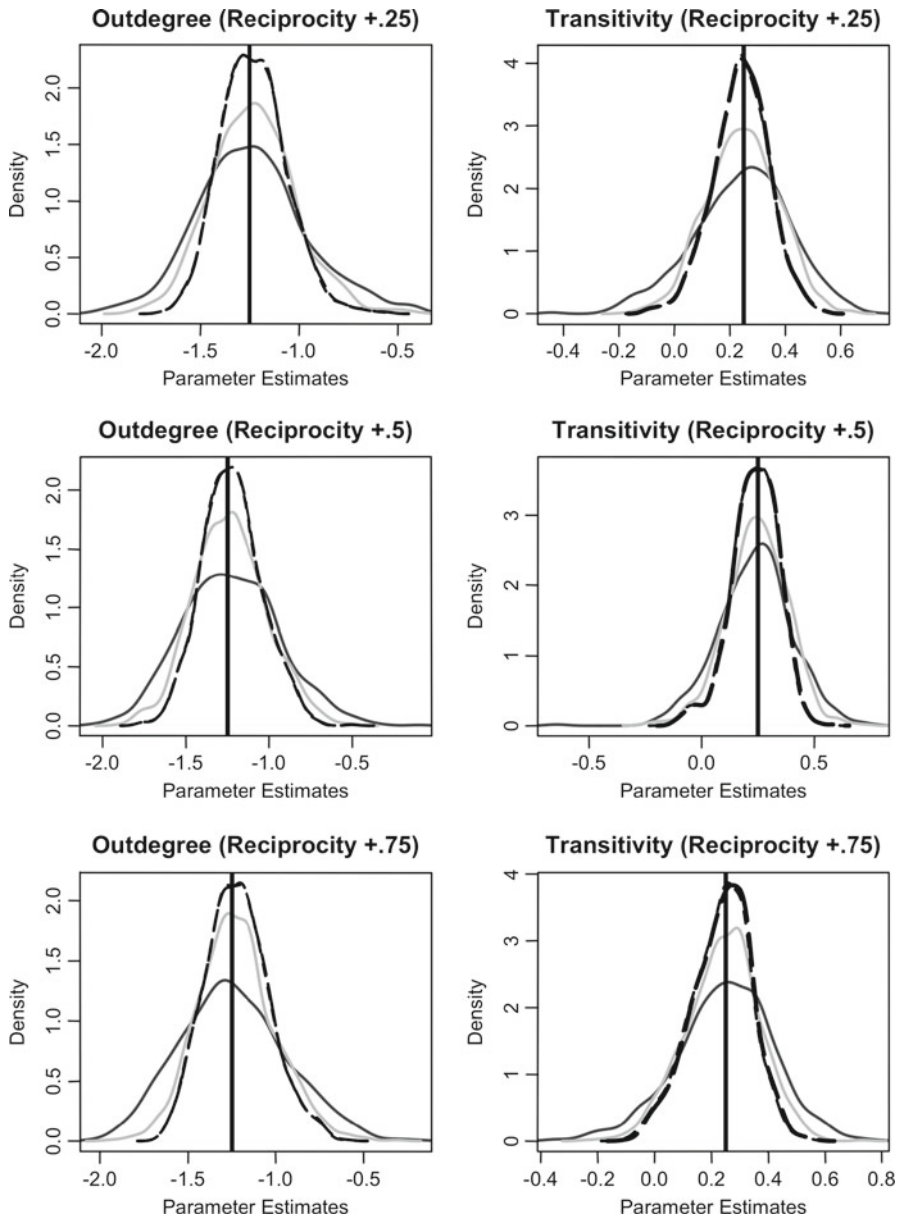 Outdegree (Reciprocity +.25)
Density
0.0 0.5 1.0 1.5 2.0
-2.0 -1.5 -1.0 -0.5
Parameter Estimates
Transitivity (Reciprocity +.25)
Density
0 1 2 3 4
-0.4 -0.2 0.0 0.2 0.4 0.6
Parameter Estimates
Outdegree (Reciprocity +.5)
Density
0.0 0.5 1.0 1.5 2.0
-2.0 -1.5 -1.0 -0.5
Parameter Estimates
Transitivity (Reciprocity +.5)
Density
0 1 2 3
-0.5 0.0 0.5
Parameter Estimates
Outdegree (Reciprocity +.75)
Density
0.0 0.5 1.0 1.5 2.0
-2.0 -1.5 -1.0 -0.5
Parameter Estimates
Transitivity (Reciprocity +.75)
Density
0 1 2 3 4
-0.4 -0.2 0.0 0.2 0.4 0.6 0.8
Parameter Estimates